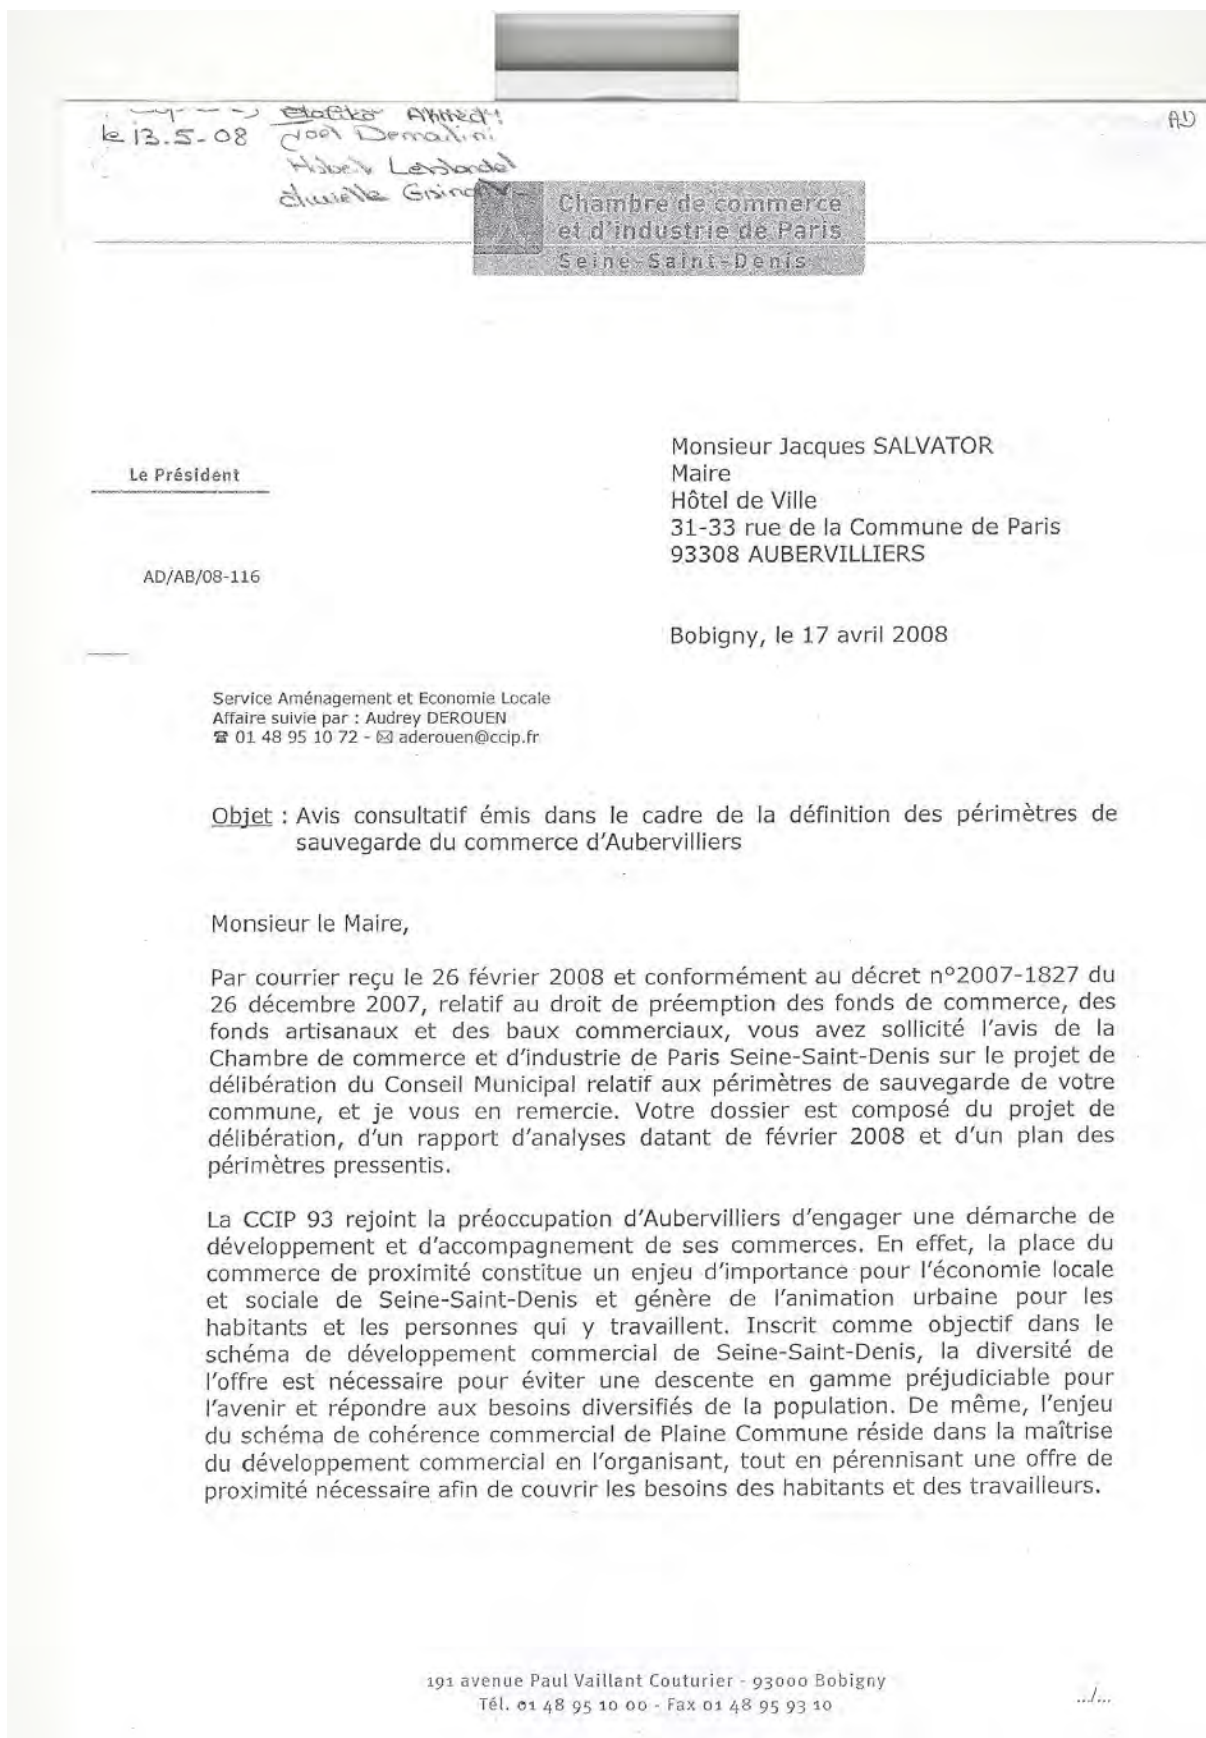 le 13.5-08
Joël Demartini
AD
Chambre de commerce
et d'industrie de Paris
Seine-Saint-Denis
Monsieur Jacques SALVATOR
Maire
Hôtel de Ville
31-33 rue de la Commune de Paris
93308 AUBERVILLIERS
Le Président
AD/AB/08-116
Bobigny, le 17 avril 2008
Service Aménagement et Economie Locale
Affaire suivie par : Audrey DEROUEN
☎ 01 48 95 10 72 - ✉ aderouen@ccip.fr
Objet : Avis consultatif émis dans le cadre de la définition des périmètres de
sauvegarde du commerce d'Aubervilliers
Monsieur le Maire,
Par courrier reçu le 26 février 2008 et conformément au décret n°2007-1827 du
26 décembre 2007, relatif au droit de préemption des fonds de commerce, des
fonds artisanaux et des baux commerciaux, vous avez sollicité l'avis de la
Chambre de commerce et d'industrie de Paris Seine-Saint-Denis sur le projet de
délibération du Conseil Municipal relatif aux périmètres de sauvegarde de votre
commune, et je vous en remercie. Votre dossier est composé du projet de
délibération, d'un rapport d'analyses datant de février 2008 et d'un plan des
périmètres pressentis.
La CCIP 93 rejoint la préoccupation d'Aubervilliers d'engager une démarche de
développement et d'accompagnement de ses commerces. En effet, la place du
commerce de proximité constitue un enjeu d'importance pour l'économie locale
et sociale de Seine-Saint-Denis et génère de l'animation urbaine pour les
habitants et les personnes qui y travaillent. Inscrit comme objectif dans le
schéma de développement commercial de Seine-Saint-Denis, la diversité de
l'offre est nécessaire pour éviter une descente en gamme préjudiciable pour
l'avenir et répondre aux besoins diversifiés de la population. De même, l'enjeu
du schéma de cohérence commercial de Plaine Commune réside dans la maîtrise
du développement commercial en l'organisant, tout en pérennisant une offre de
proximité nécessaire afin de couvrir les besoins des habitants et des travailleurs.
191 avenue Paul Vaillant Couturier - 93000 Bobigny
Tél. 01 48 95 10 00 - Fax 01 48 95 93 10
.../...